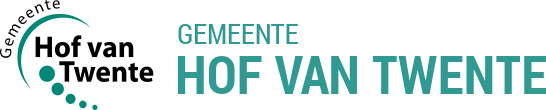 Gemeente
Hof van
Twente
GEMEENTE
HOF VAN TWENTE